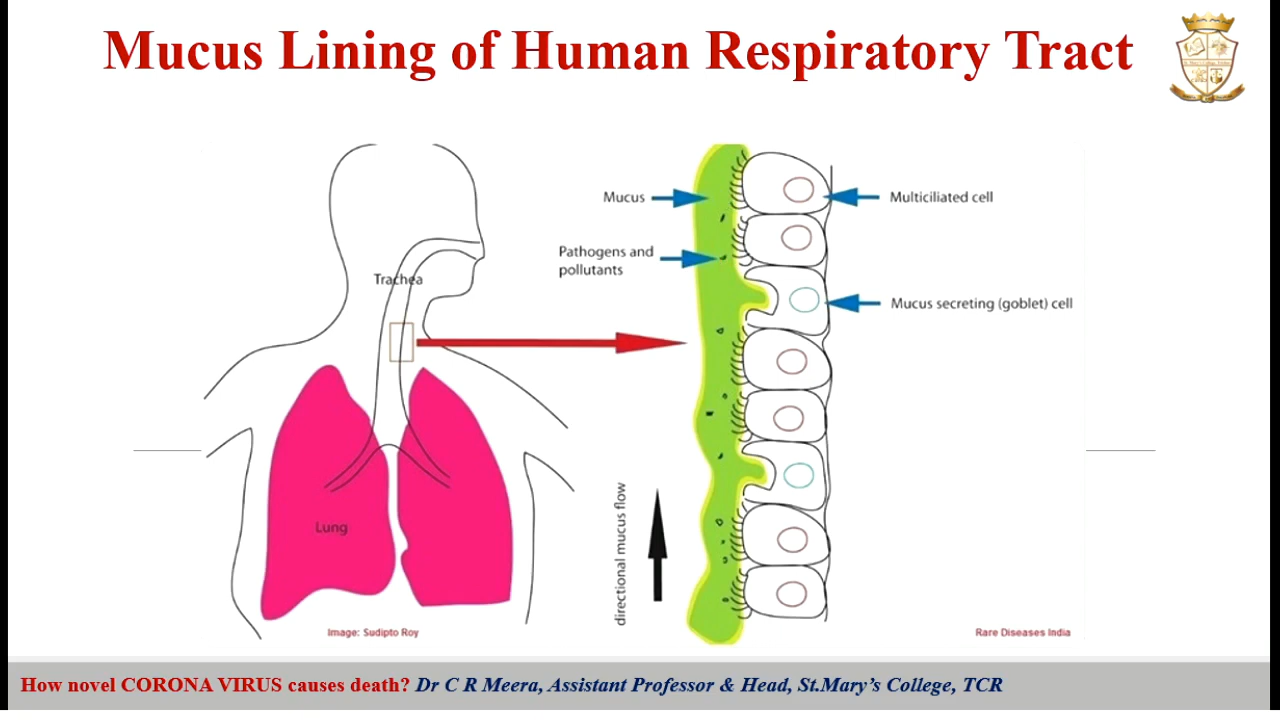 Mucus Lining of Human Respiratory Tract
Mucus
Multiciliated cell
Pathogens and
pollutants
Trachea
Mucus secreting (goblet) cell
directional mucus flow
Lung
Image: Sudipto Roy
Rare Diseases India
How novel CORONA VIRUS causes death? Dr C R Meera, Assistant Professor & Head, St.Mary's College, TCR